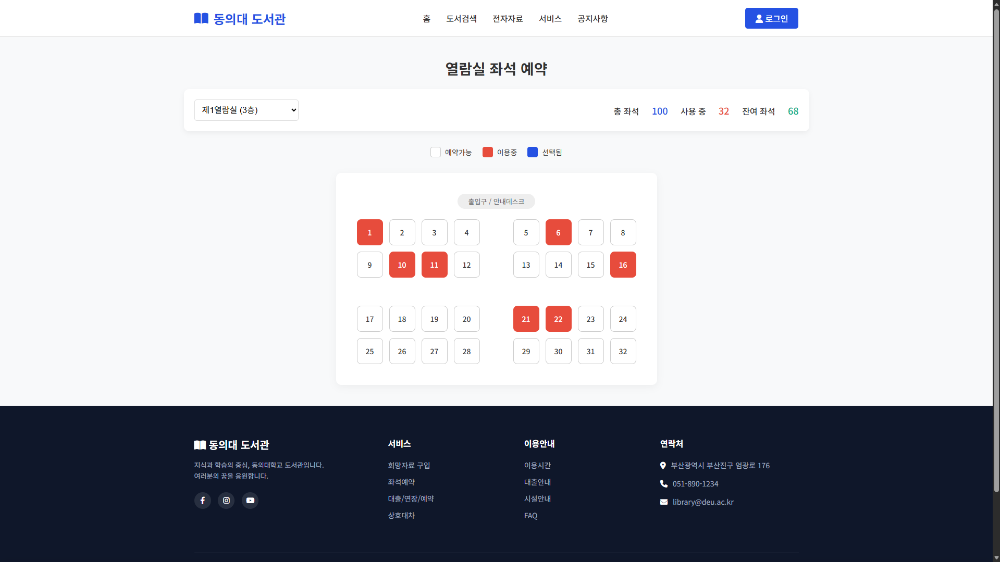 동의대 도서관
홈 도서검색 전자자료 서비스 공지사항
로그인
열람실 좌석 예약
제1열람실 (3층)
총 좌석 100 사용 중 32 잔여 좌석 68
예약가능 이용중 선택됨
출입구 / 안내데스크
1 2 3 4 5 6 7 8
9 10 11 12 13 14 15 16
17 18 19 20 21 22 23 24
25 26 27 28 29 30 31 32
동의대 도서관
지식과 학습의 중심, 동의대학교 도서관입니다.
여러분의 꿈을 응원합니다.
서비스
희망자료 구입
좌석예약
대출/연장/예약
상호대차
이용안내
이용시간
대출안내
시설안내
FAQ
연락처
부산광역시 부산진구 엄광로 176
051-890-1234
library@deu.ac.kr